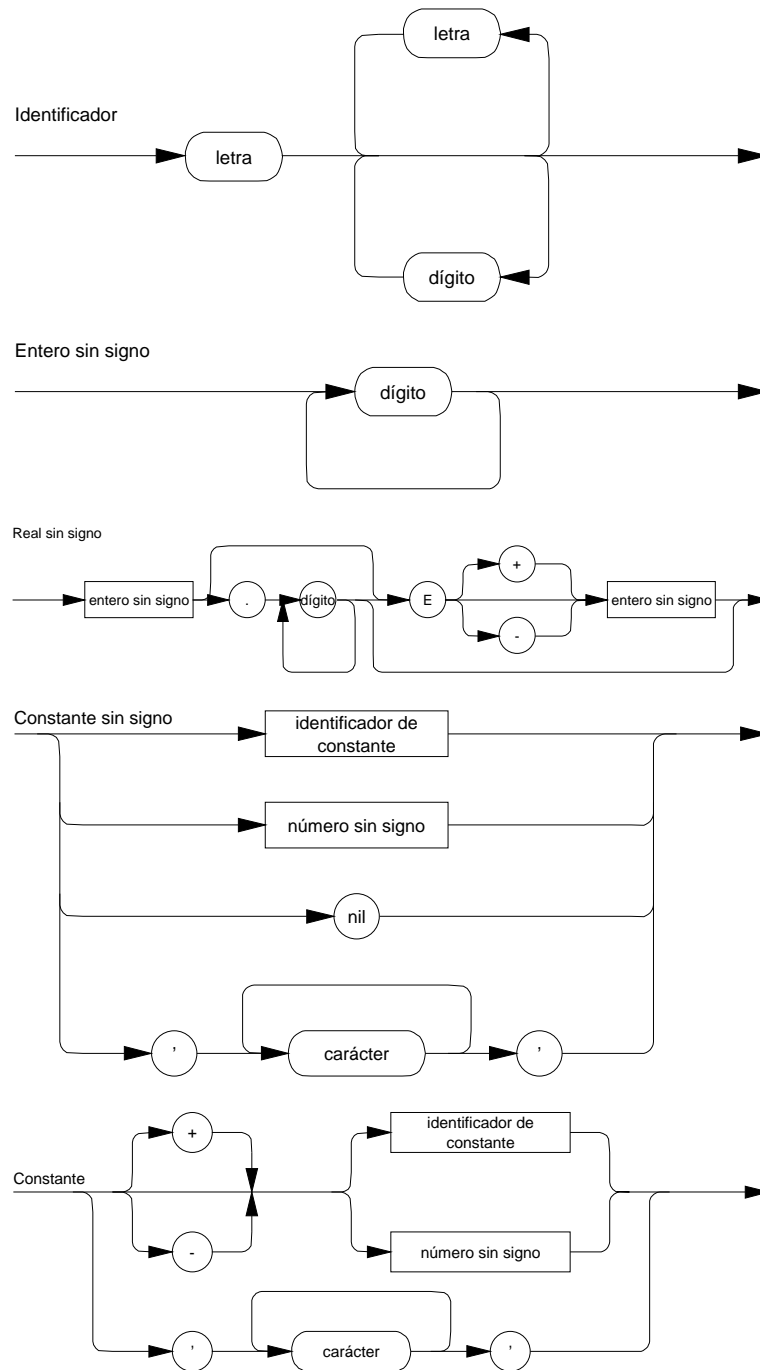 letra
Identificador
letra
dígito
Entero sin signo
dígito
Real sin signo
+
entero sin signo
.
dígito
E
entero sin signo
-
Constante sin signo
identificador de
constante
número sin signo
nil
’
carácter
’
+
identificador de
constante
Constante
-
número sin signo
’
carácter
’